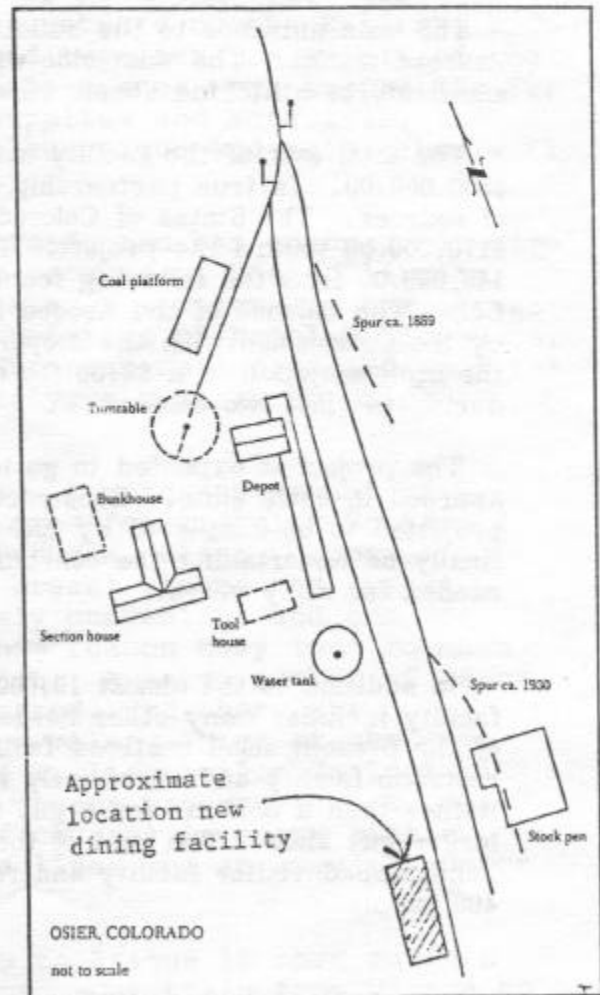 Coal platform
Spur ca. 1889
Turntable
Depot
Bunkhouse
Section house
Tool
house
Water tank
Spur ca. 1930
Stock pen
Approximate
location new
dining facility
OSIER, COLORADO
not to scale